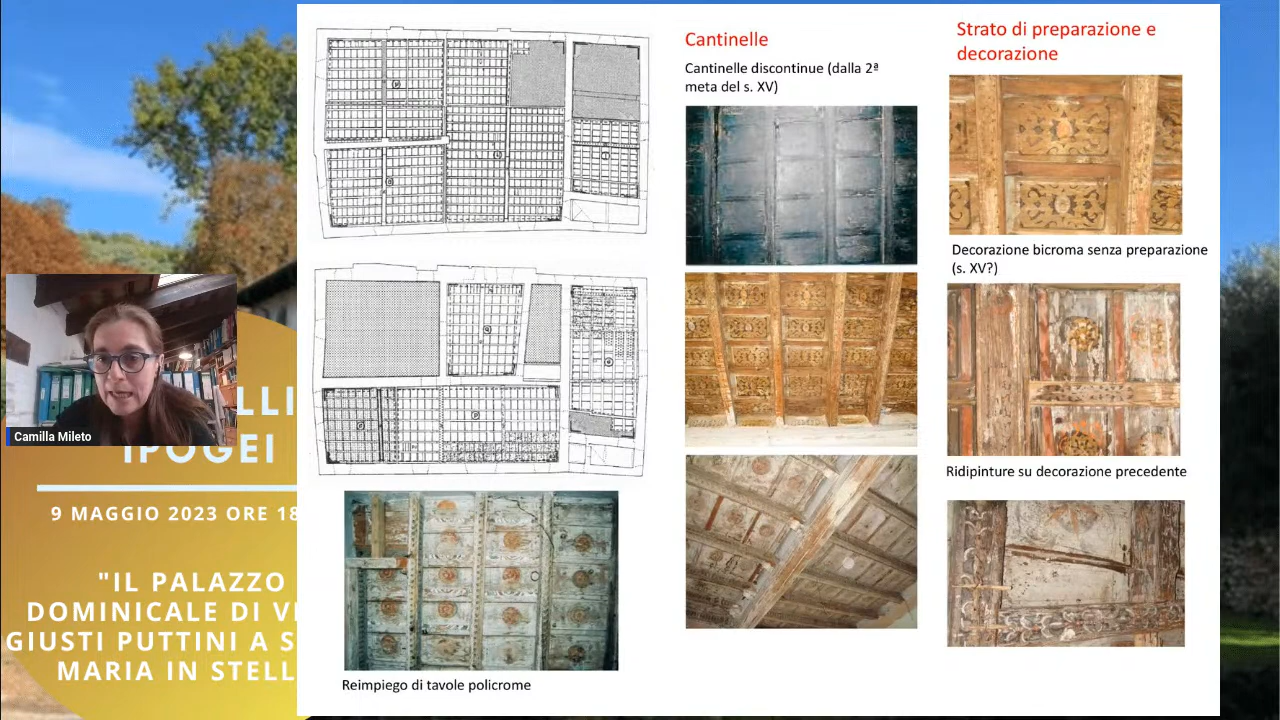 Cantinelle
Cantinelle discontinue (dalla 2ª
meta del s. XV)
Strato di preparazione e
decorazione
Decorazione bicroma senza preparazione
(s. XV?)
Ridipinture su decorazione precedente
Reimpiego di tavole policrome
Camilla Mileto
LLI
IPOGEI
9 MAGGIO 2023 ORE 18
"IL PALAZZO
DOMINICALE DI
GIUSTI PUTTINI A S
MARIA IN STELL